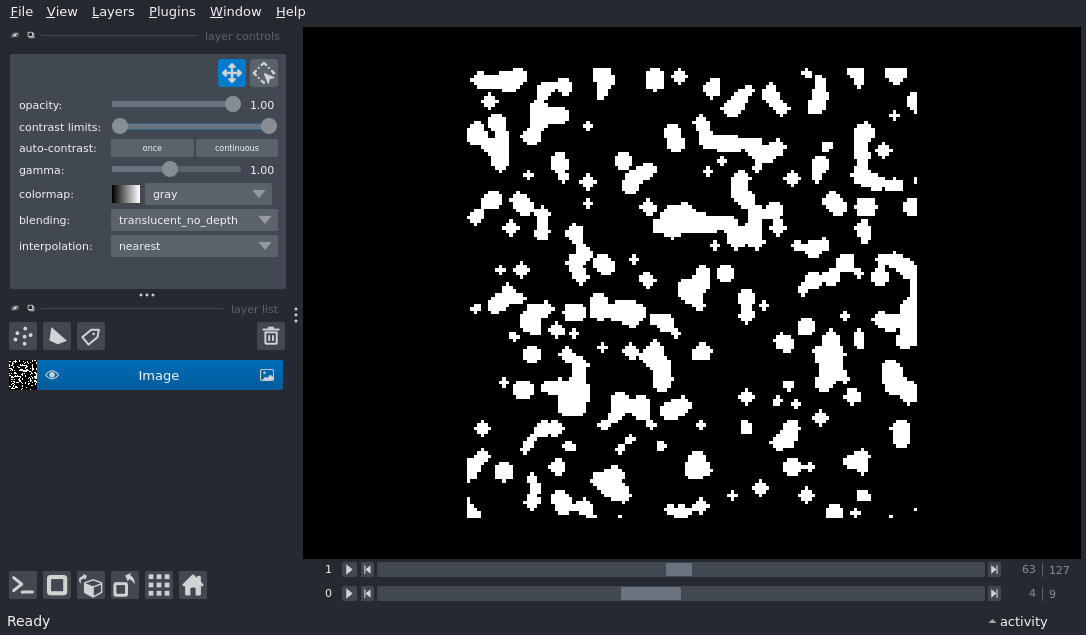 File View Layers Plugins Window Help
layer controls
opacity: 1.00
contrast limits:
auto-contrast: once continuous
gamma: 1.00
colormap: gray
blending: translucent_no_depth
interpolation: nearest
layer list
Image
1 63 127
0 4 9
Ready activity